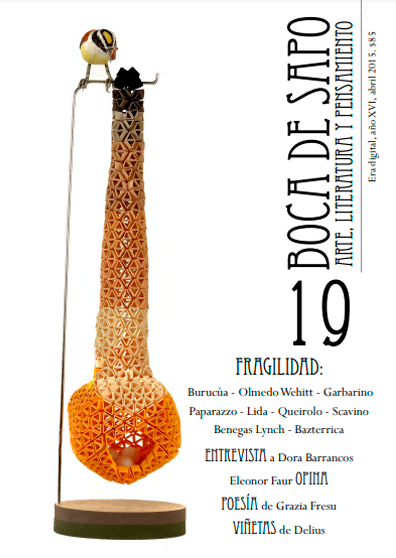 BOCA DE SAPO
ARTE, LITERATURA Y PENSAMIENTO
Era digital, año XVI, abril 2015. $85
19
FRAGILIDAD:
Burucúa - Olmedo Wehitt - Garbarino
Paparazzo - Lida - Queirolo - Scavino
Benegas Lynch - Bazterrica
ENTREVISTA a Dora Barrancos
Eleonor Faur OPINA
POESÍA de Grazia Fresu
VIÑETAS de Delius